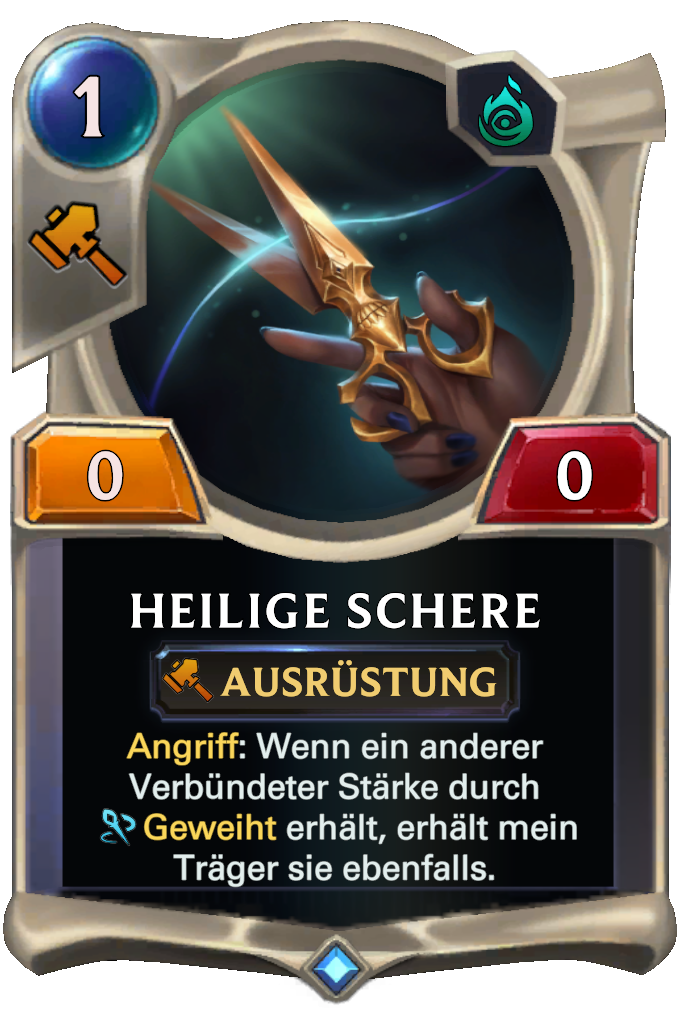 1
0
0
HEILIGE SCHERE
AUSRÜSTUNG
Angriff: Wenn ein anderer
Verbündeter Stärke durch
Geweiht erhält, erhält mein
Träger sie ebenfalls.